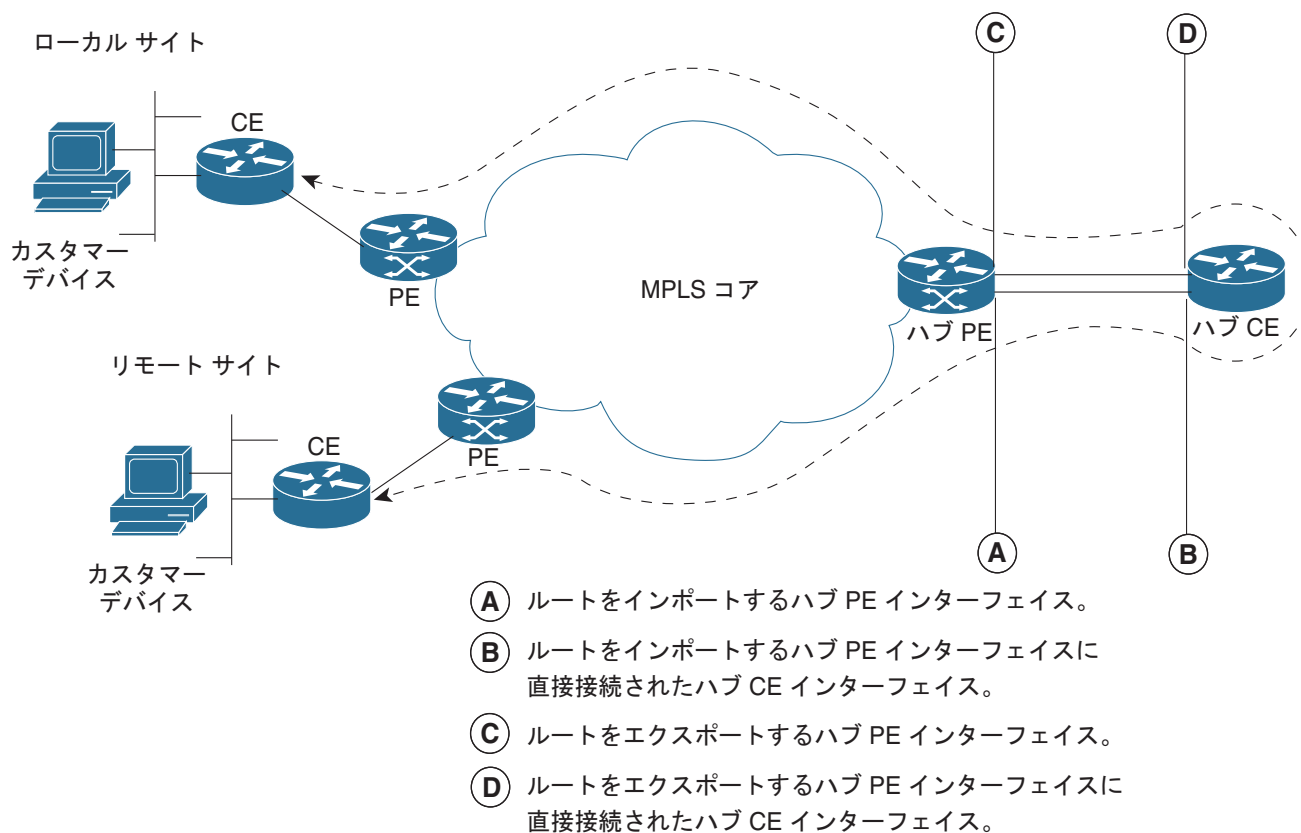 ローカル サイト
C
D
CE
カスタマー
デバイス
PE
MPLS コア
ハブ PE
ハブ CE
リモート サイト
CE
PE
カスタマー
デバイス
A
B
A ルートをインポートするハブ PE インターフェイス。
B ルートをインポートするハブ PE インターフェイスに
直接接続されたハブ CE インターフェイス。
C ルートをエクスポートするハブ PE インターフェイス。
D ルートをエクスポートするハブ PE インターフェイスに
直接接続されたハブ CE インターフェイス。